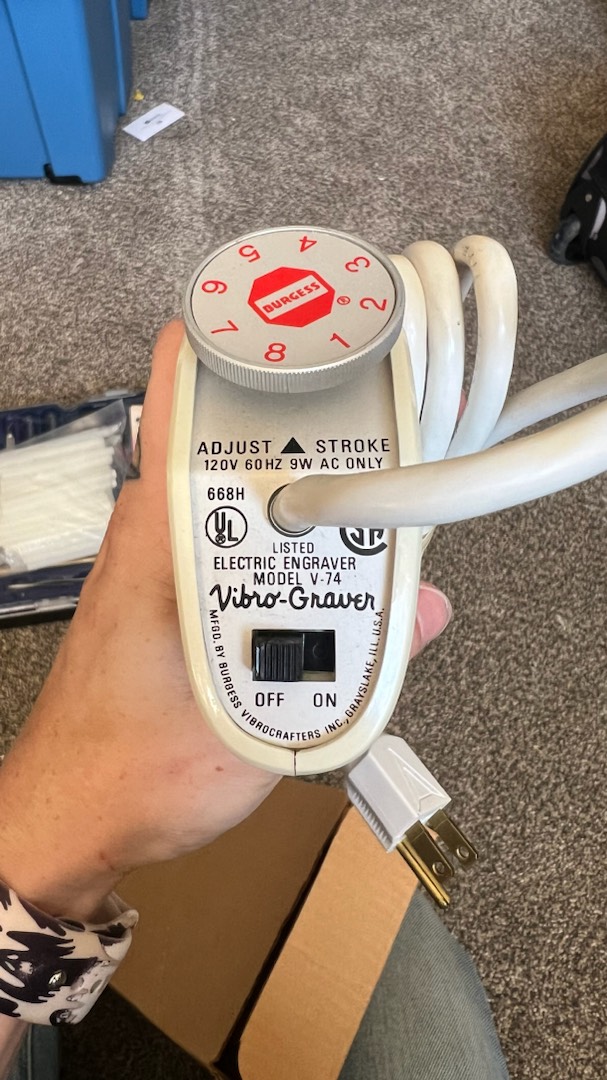 1 2 3 4 5 6 7 8
BURGESS ®
ADJUST ▲ STROKE
120V 60HZ 9W AC ONLY
668H
UL
LISTED
ELECTRIC ENGRAVER
MODEL V-74
Vibro-Graver
OFF ON
MFGD. BY BURGESS VIBROCRAFTERS INC., GRAYSLAKE, ILL. U.S.A.